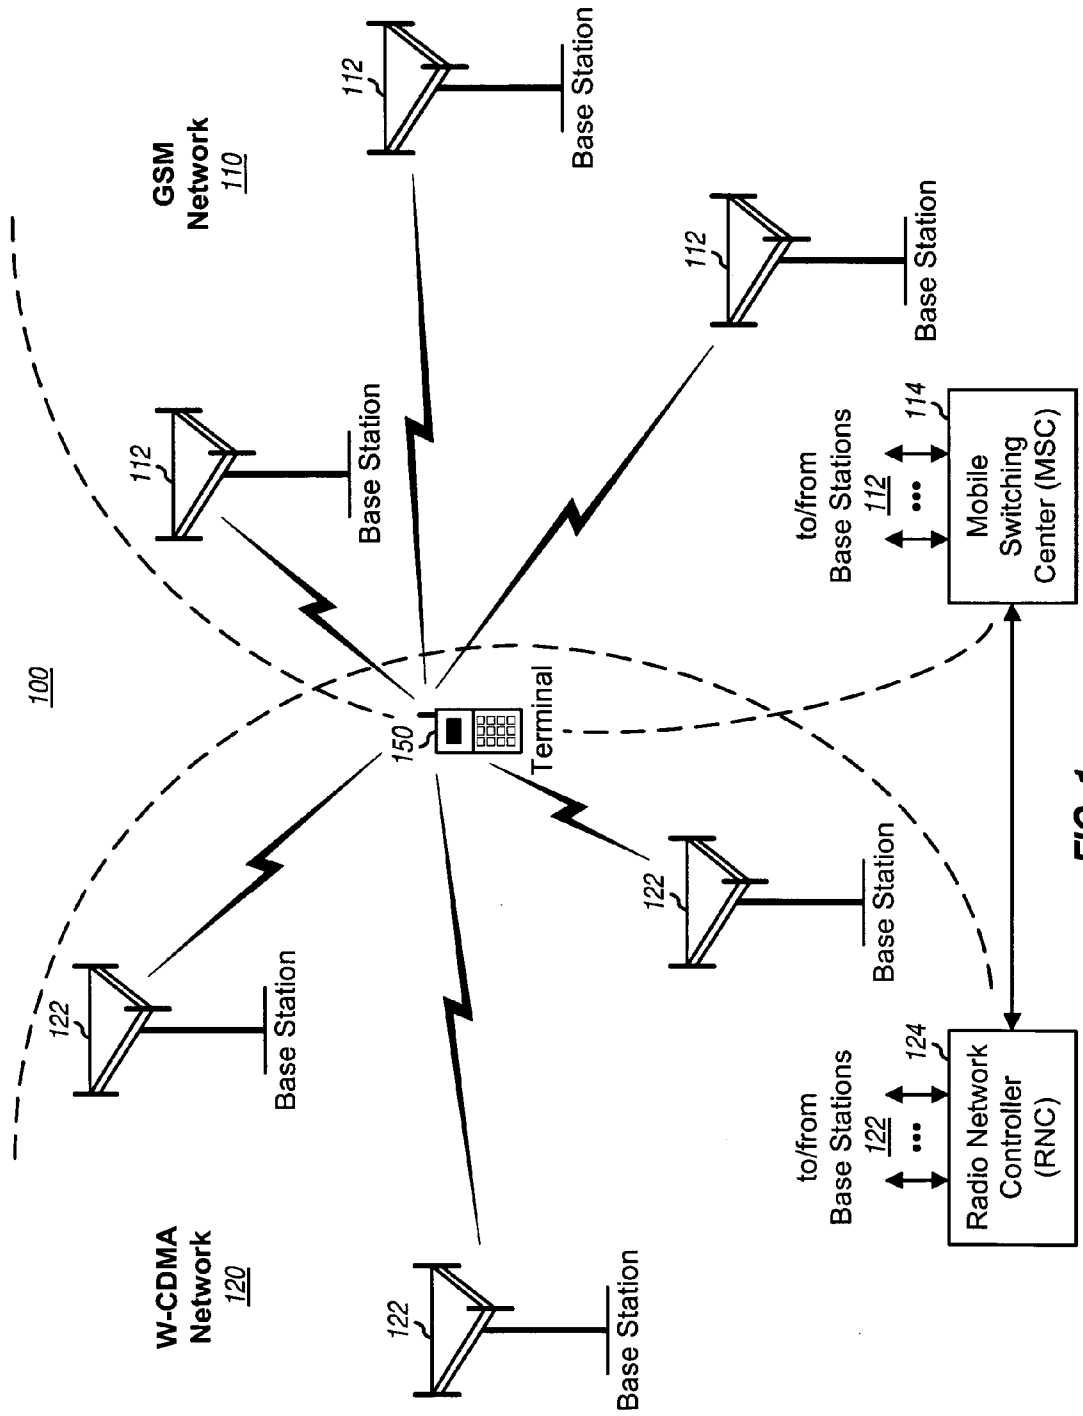 100
W-CDMA
Network
120
GSM
Network
110
122
Base Station
112
Base Station
122
Base Station
150
Terminal
112
Base Station
122
Base Station
112
Base Station
to/from
Base Stations
122
124
Radio Network
Controller
(RNC)
to/from
Base Stations
112
114
Mobile
Switching
Center (MSC)
FIG. 1